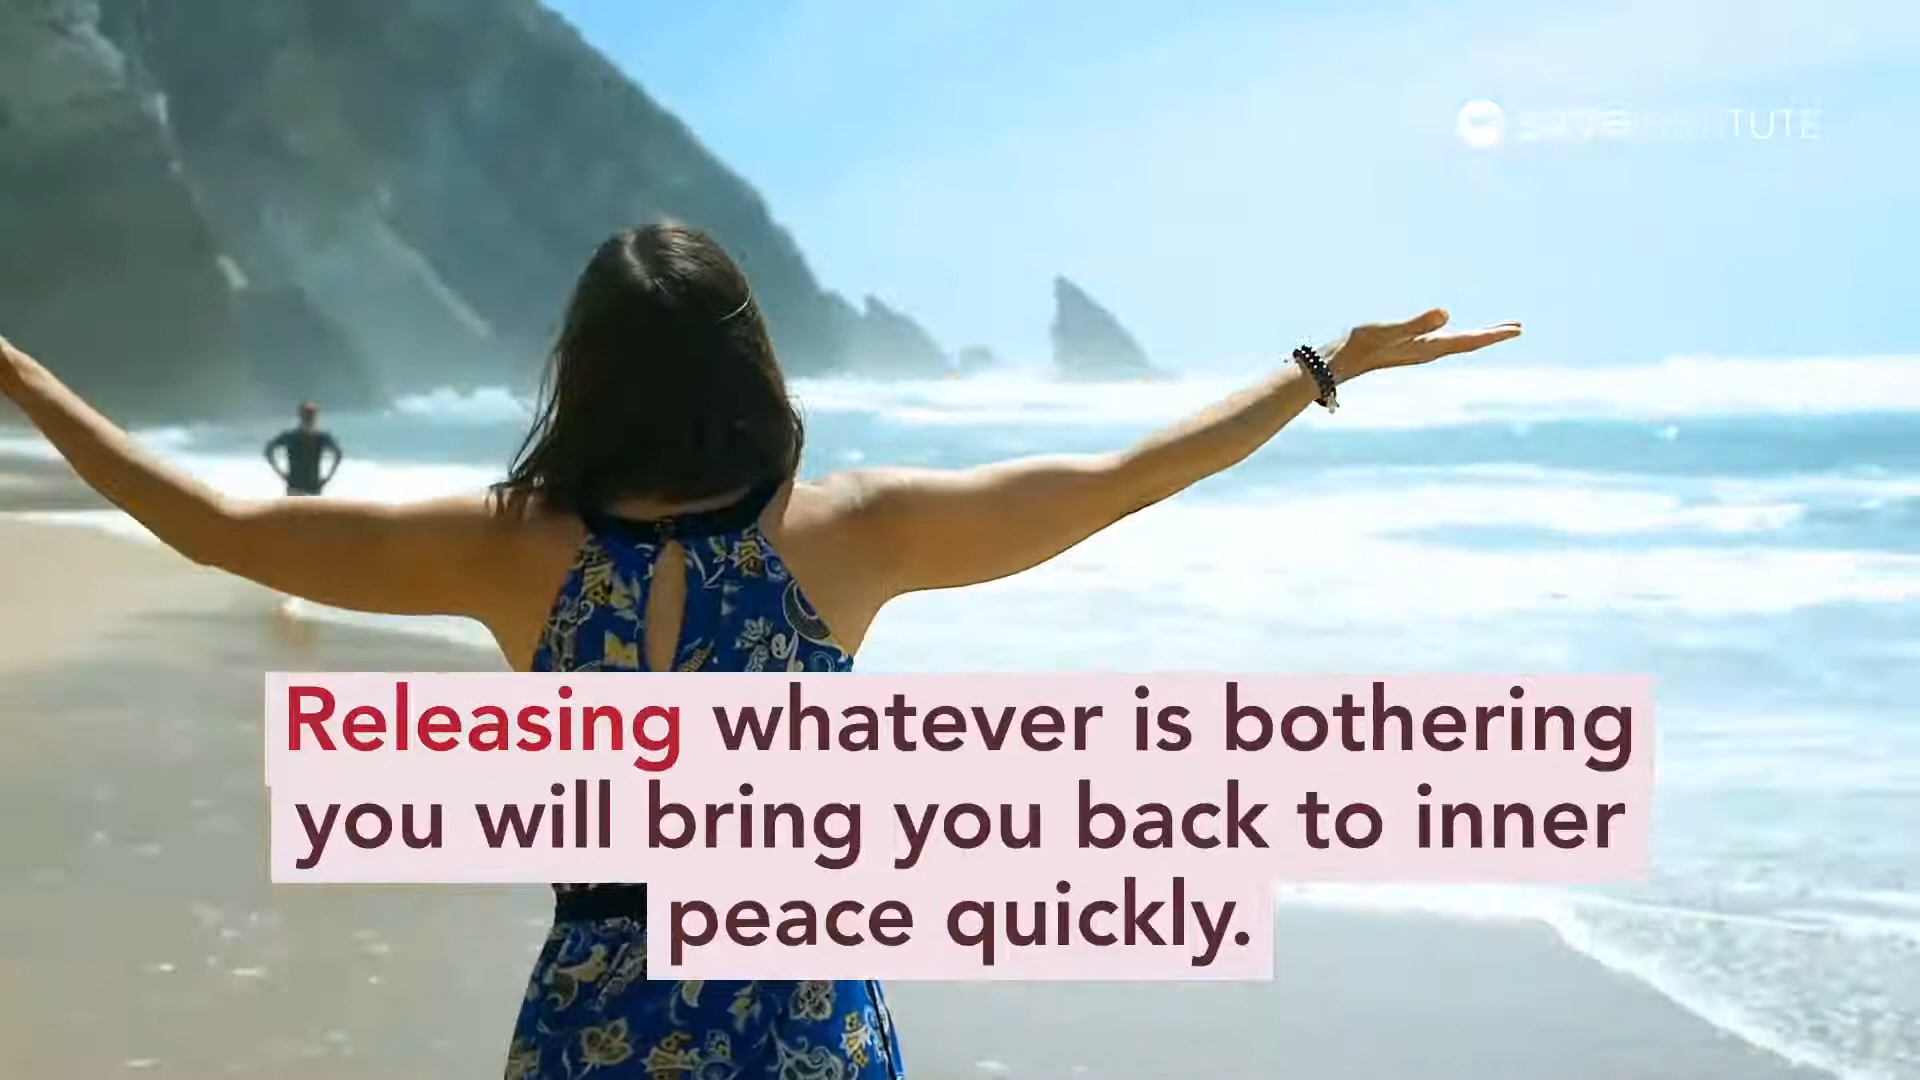 Releasing whatever is bothering
you will bring you back to inner
peace quickly.